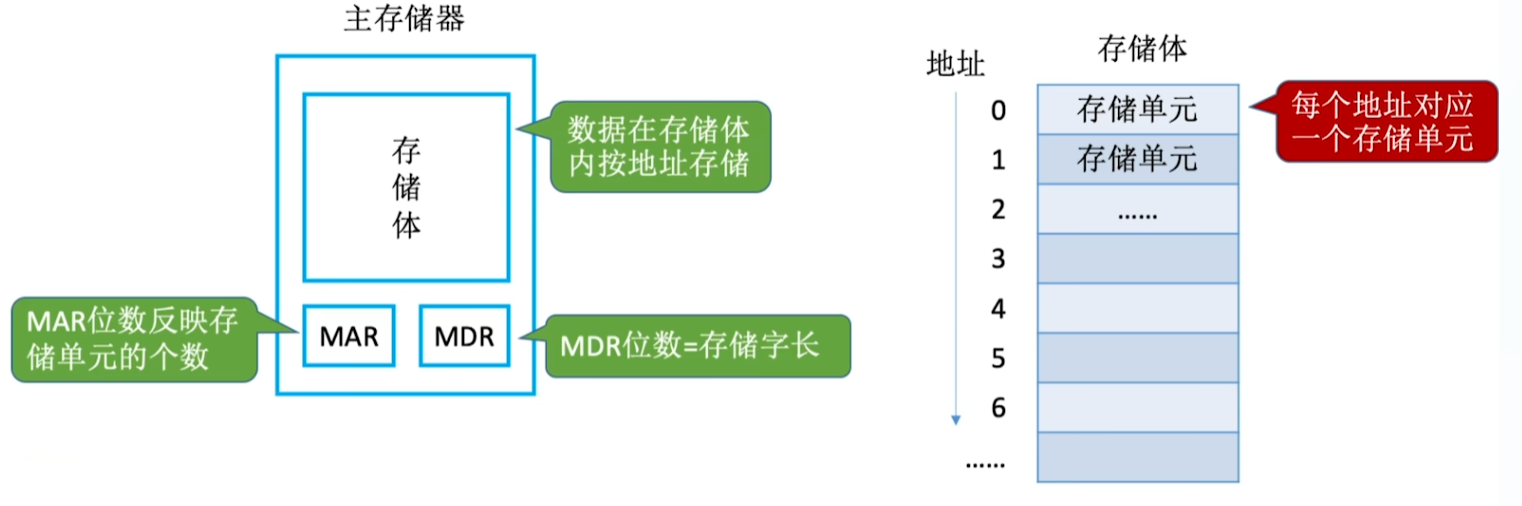 主存储器
存
储
体
数据在存储体
内按地址存储
MAR位数反映存
储单元的个数
MAR
MDR
MDR位数=存储字长
地址
存储体
0
存储单元
1
存储单元
2
……
3
4
5
6
……
每个地址对应
一个存储单元